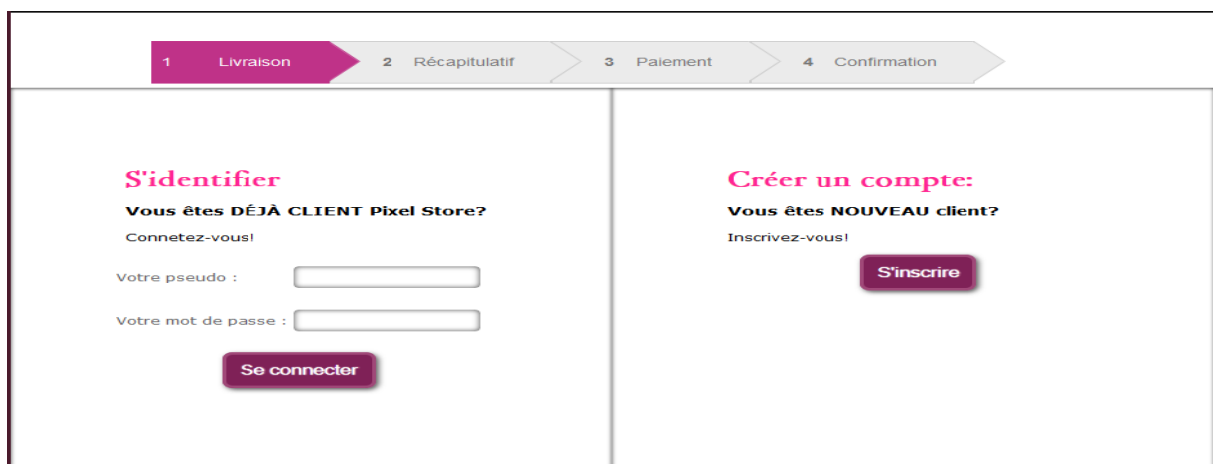 1 Livraison 2 Récapitulatif 3 Paiement 4 Confirmation
S'identifier
Vous êtes DÉJÀ CLIENT Pixel Store?
Connetez-vous!
Votre pseudo :
Votre mot de passe :
Se connecter
Créer un compte:
Vous êtes NOUVEAU client?
Inscrivez-vous!
S'inscrire